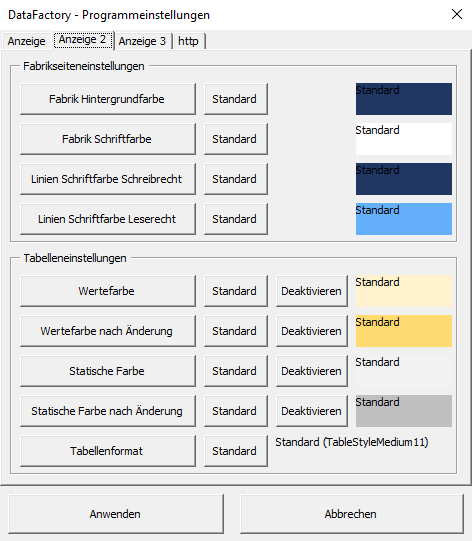 DataFactory - Programmeinstellungen
Anzeige Anzeige 2 Anzeige 3 http
Fabrikseiteneinstellungen
Fabrik Hintergrundfarbe Standard Standard
Fabrik Schriftfarbe Standard Standard
Linien Schriftfarbe Schreibrecht Standard Standard
Linien Schriftfarbe Leserecht Standard Standard
Tabelleneinstellungen
Wertefarbe Standard Deaktivieren Standard
Wertefarbe nach Änderung Standard Deaktivieren Standard
Statische Farbe Standard Deaktivieren Standard
Statische Farbe nach Änderung Standard Deaktivieren Standard
Tabellenformat Standard Standard (TableStyleMedium11)
Anwenden Abbrechen